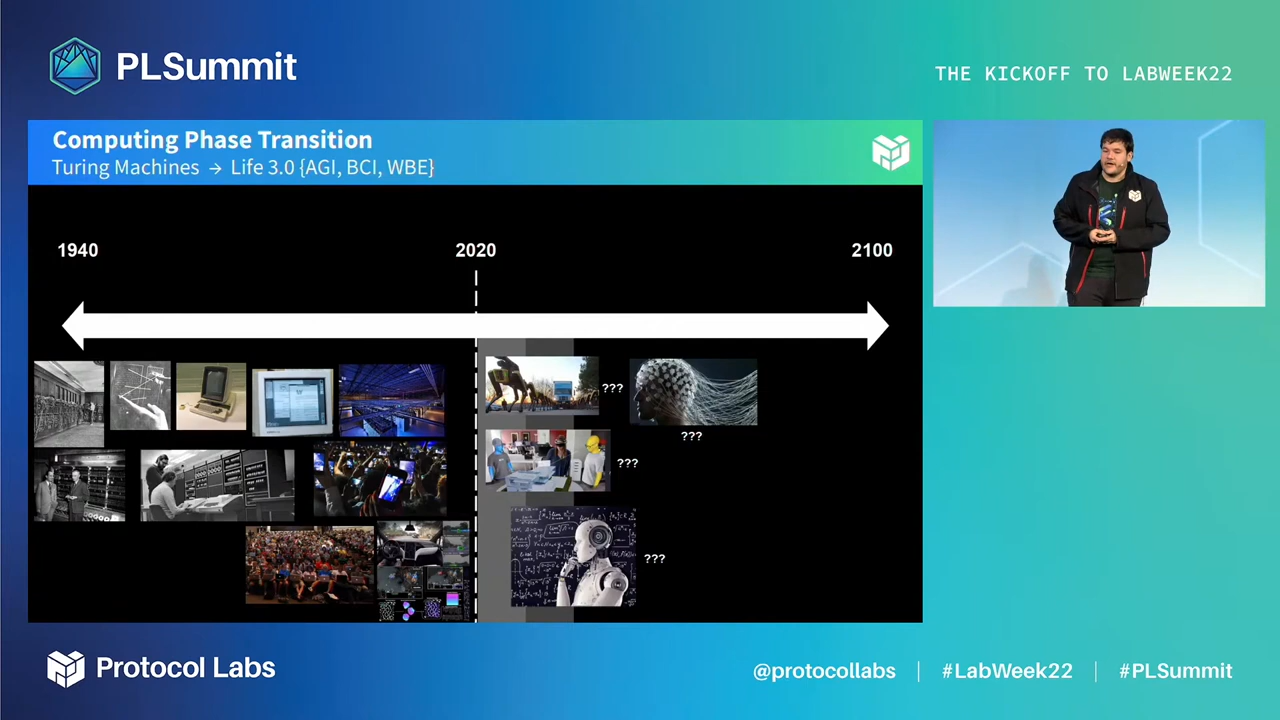 PLSummit
THE KICKOFF TO LABWEEK22
Computing Phase Transition
Turing Machines → Life 3.0 {AGI, BCI, WBE}
1940
2020
2100
???
???
???
???
Protocol Labs
@protocollabs | #LabWeek22 | #PLSummit